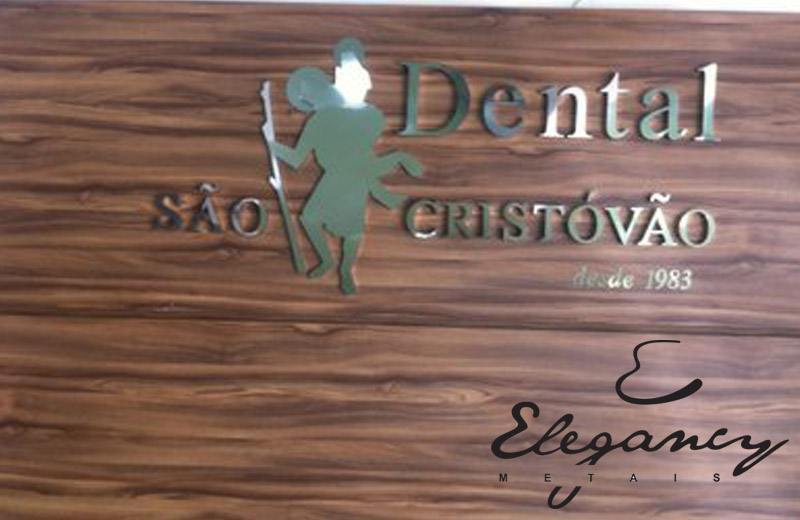 Dental
SÃO CRISTÓVÃO
desde 1983
Elegancy
METAIS